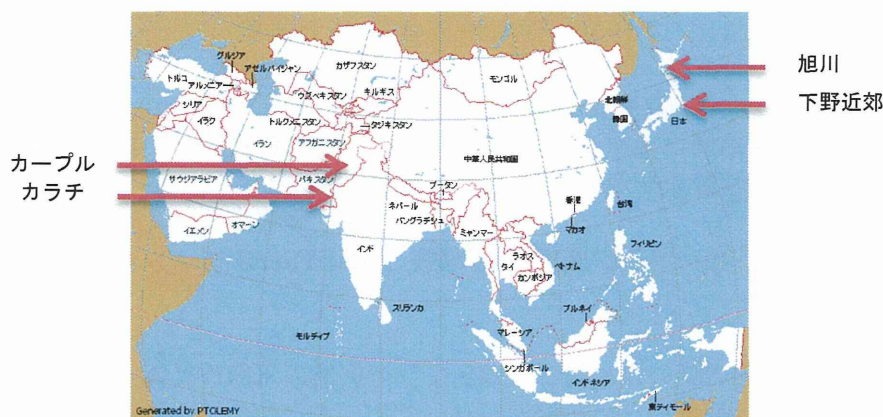 旭川
下野近郊
カープル
カラチ
グルジア
トルコ
アルメニア
アゼルバイジャン
カザフスタン
モンゴル
シリア
ウズベキスタン
キルギス
北朝鮮
韓国
日本
イラク
トルクメニスタン
タジキスタン
イラン
アフガニスタン
中華人民共和国
サウジアラビア
パキスタン
ブータン
ネパール
香港
台湾
イエメン
オマーン
バングラデシュ
ミャンマー
マカオ
インド
ラオス
タイ
ベトナム
フィリピン
カンボジア
スリランカ
ブルネイ
モルディブ
マレーシア
シンガポール
インドネシア
東ティモール
Generated by PTOLEMY